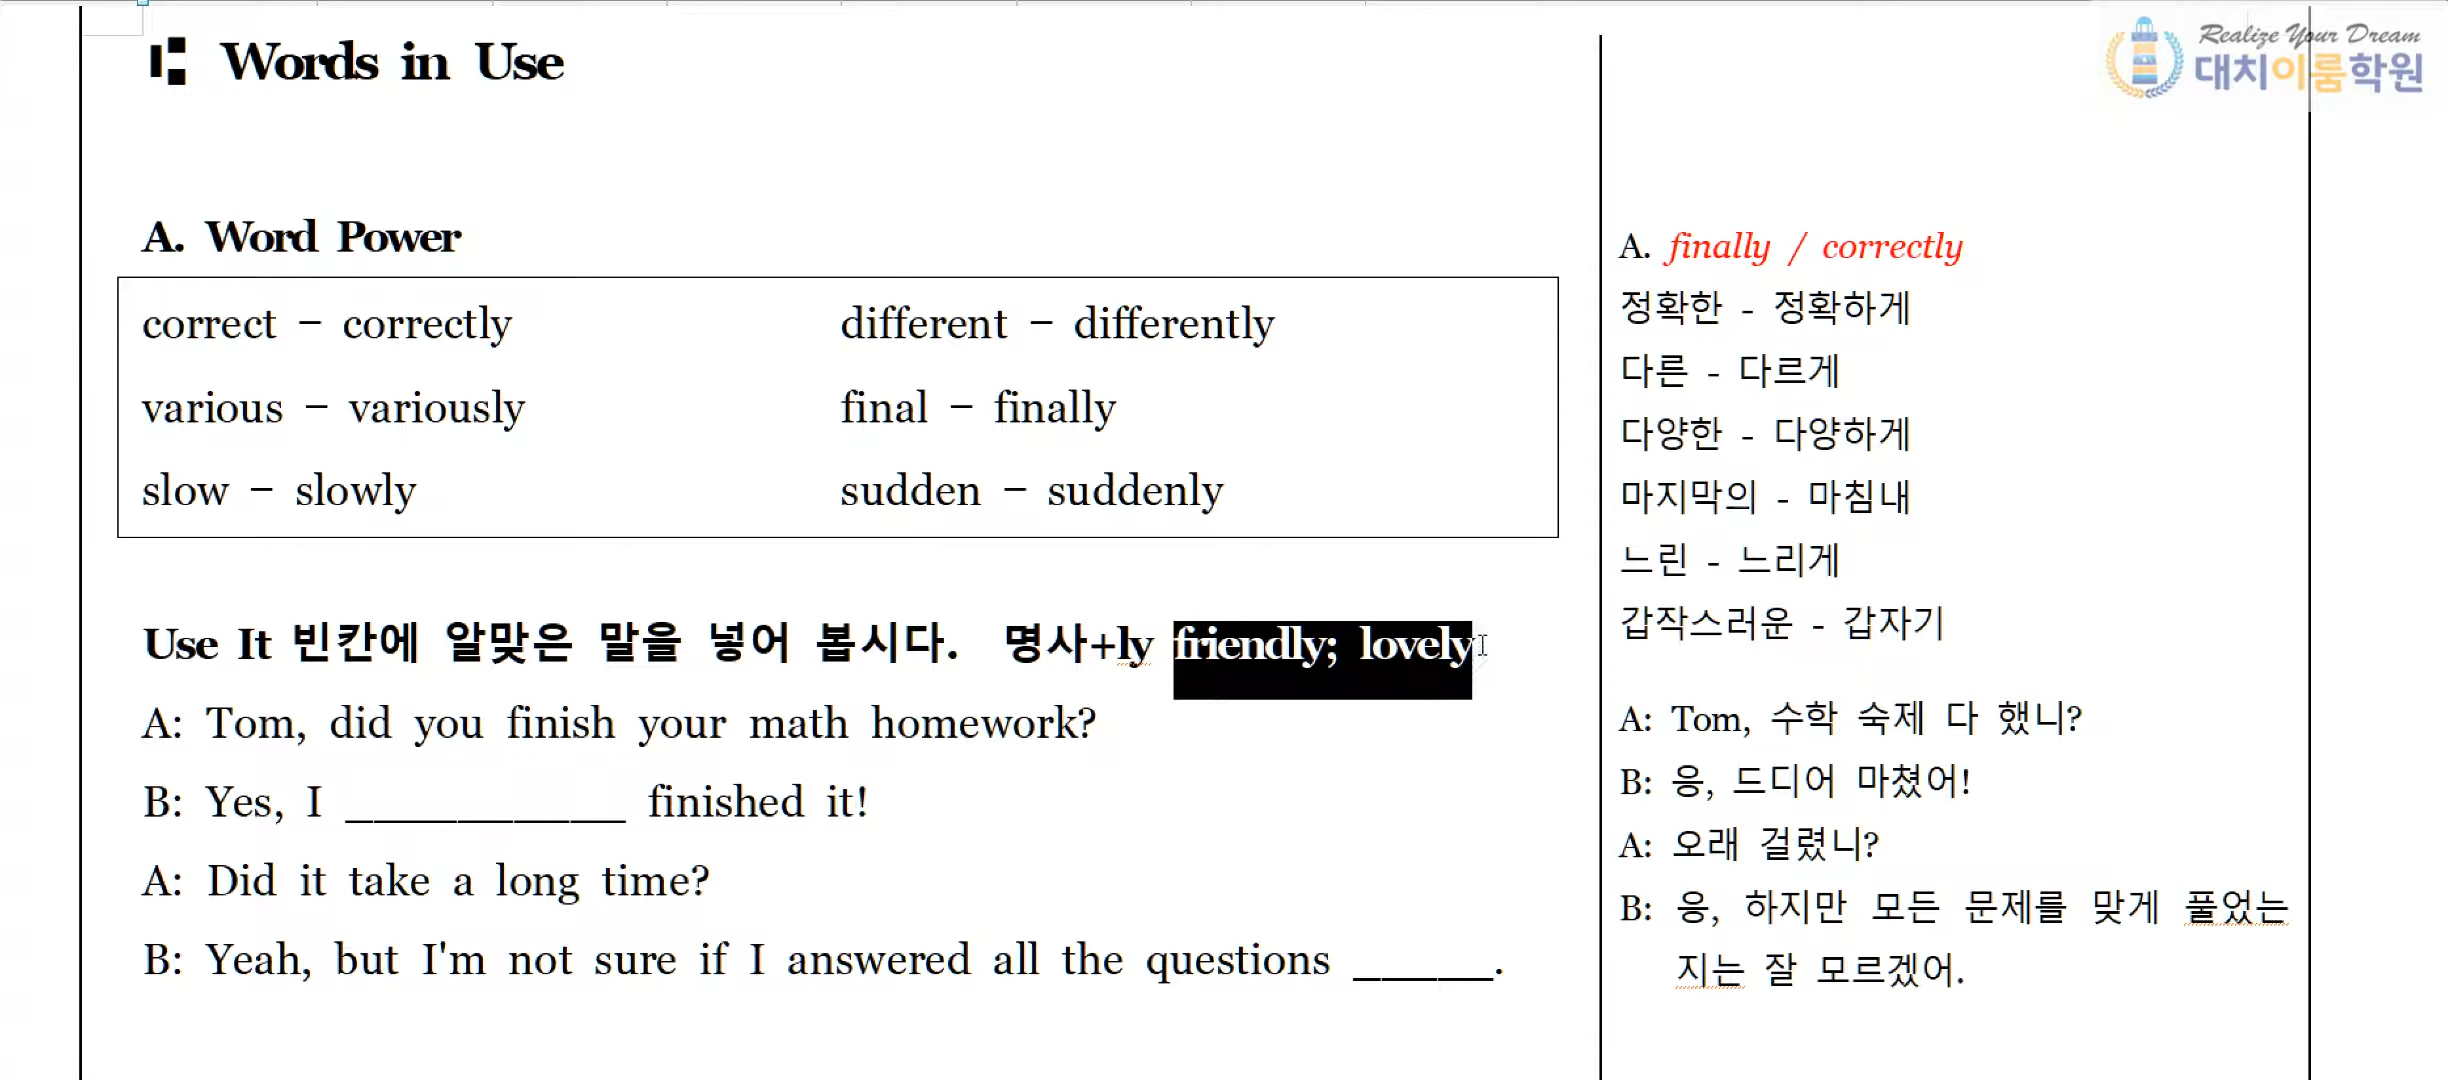 Words in Use
Realize Your Dream
대치이룸학원
A. Word Power
correct – correctly different – differently
various – variously final – finally
slow – slowly sudden – suddenly
Use It 빈칸에 알맞은 말을 넣어 봅시다. 명사+ly friendly; lovely
A: Tom, did you finish your math homework?
B: Yes, I __________ finished it!
A: Did it take a long time?
B: Yeah, but I'm not sure if I answered all the questions _____.
A. finally / correctly
정확한 - 정확하게
다른 - 다르게
다양한 - 다양하게
마지막의 - 마침내
느린 - 느리게
갑작스러운 - 갑자기
A: Tom, 수학 숙제 다 했니?
B: 응, 드디어 마쳤어!
A: 오래 걸렸니?
B: 응, 하지만 모든 문제를 맞게 풀었는
지는 잘 모르겠어.